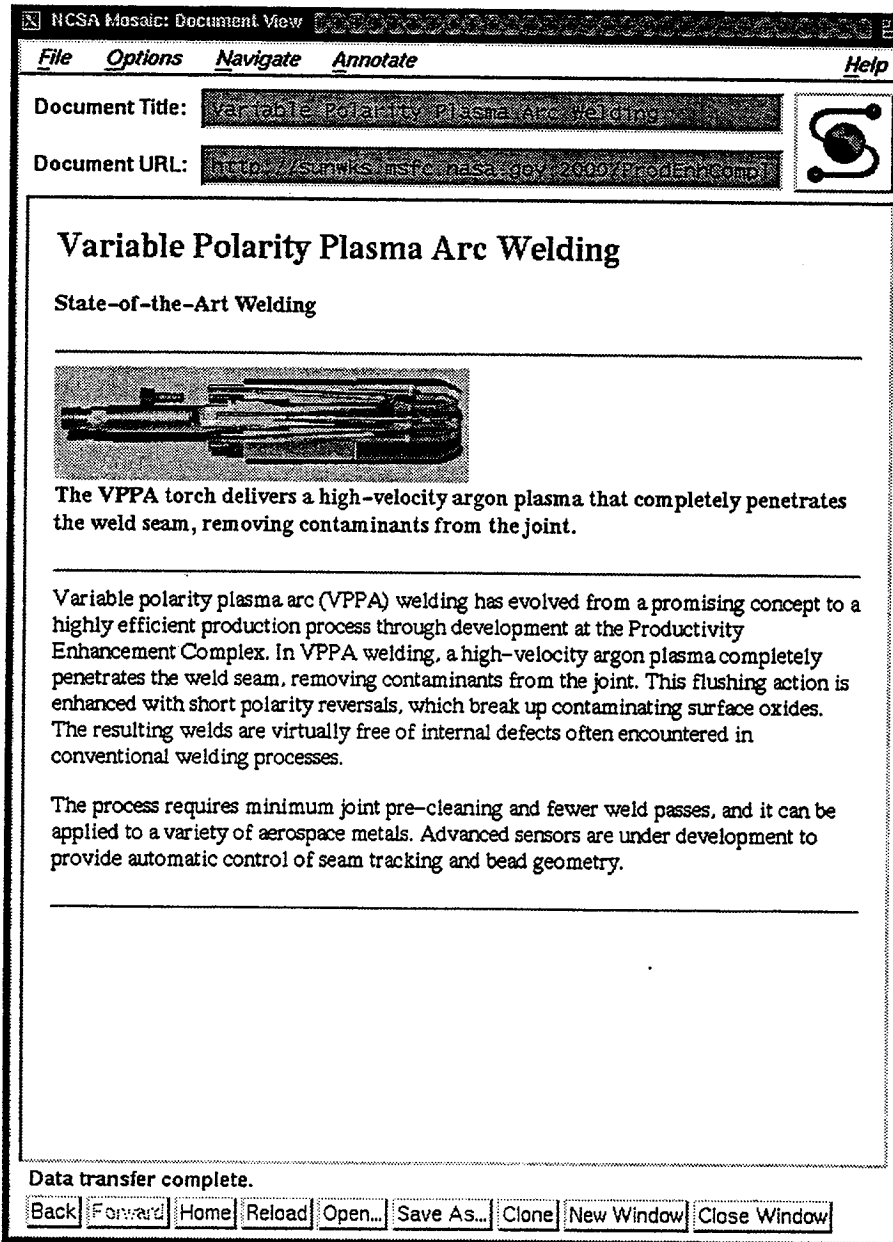 NCSA Mosaic: Document View
File Options Navigate Annotate Help
Document Title: Variable Polarity Plasma Arc Welding
Document URL: http://sunwks.msfc.nasa.gov:2000/ProdEnhCompl
Variable Polarity Plasma Arc Welding
State-of-the-Art Welding
The VPPA torch delivers a high-velocity argon plasma that completely penetrates
the weld seam, removing contaminants from the joint.
Variable polarity plasma arc (VPPA) welding has evolved from a promising concept to a
highly efficient production process through development at the Productivity
Enhancement Complex. In VPPA welding, a high-velocity argon plasma completely
penetrates the weld seam, removing contaminants from the joint. This flushing action is
enhanced with short polarity reversals, which break up contaminating surface oxides.
The resulting welds are virtually free of internal defects often encountered in
conventional welding processes.
The process requires minimum joint pre-cleaning and fewer weld passes, and it can be
applied to a variety of aerospace metals. Advanced sensors are under development to
provide automatic control of seam tracking and bead geometry.
Data transfer complete.
Back Forward Home Reload Open... Save As... Clone New Window Close Window